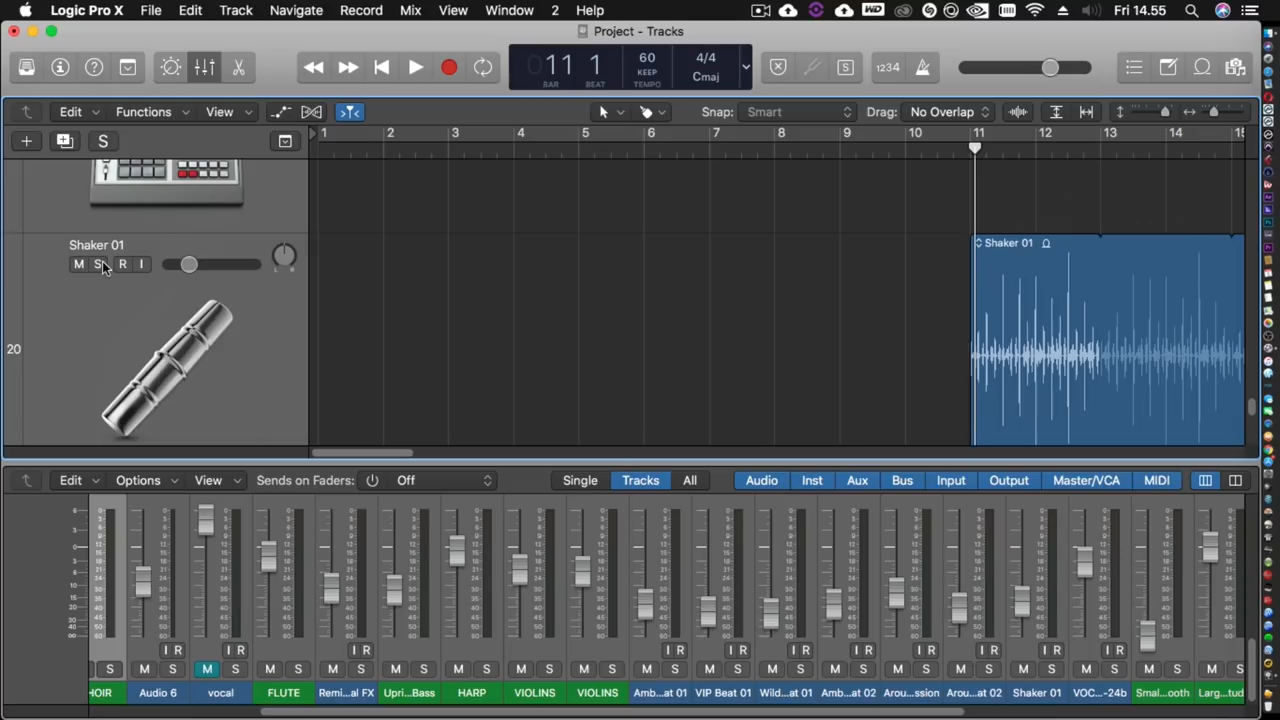 Logic Pro X File Edit Track Navigate Record Mix View Window 2 Help Fri 14.55
Project - Tracks
11 1 60 4/4
KEEP Cmaj
BAR BEAT TEMPO
1234
Edit Functions View Snap: Smart Drag: No Overlap
S 1 2 3 4 5 6 7 8 9 10 11 12 13 14 15
Shaker 01
M S R I
L R
20
Shaker 01
Edit Options View Sends on Faders: Off Single Tracks All Audio Inst Aux Bus Input Output Master/VCA MIDI
I R I R I R I R I R I R I R I R I R I R I R I R
S M S M S M S M S M S M S M S M S M S M S M S M S M S M S M S M S M S M
HOIR Audio 6 vocal FLUTE Remi...al FX Upri...Bass HARP VIOLINS VIOLINS Amb...at 01 VIP Beat 01 Wild...at 01 Amb...at 02 Arou...ssion Arou...at 02 Shaker 01 VOC...-24b Smal...ooth Larg...tud